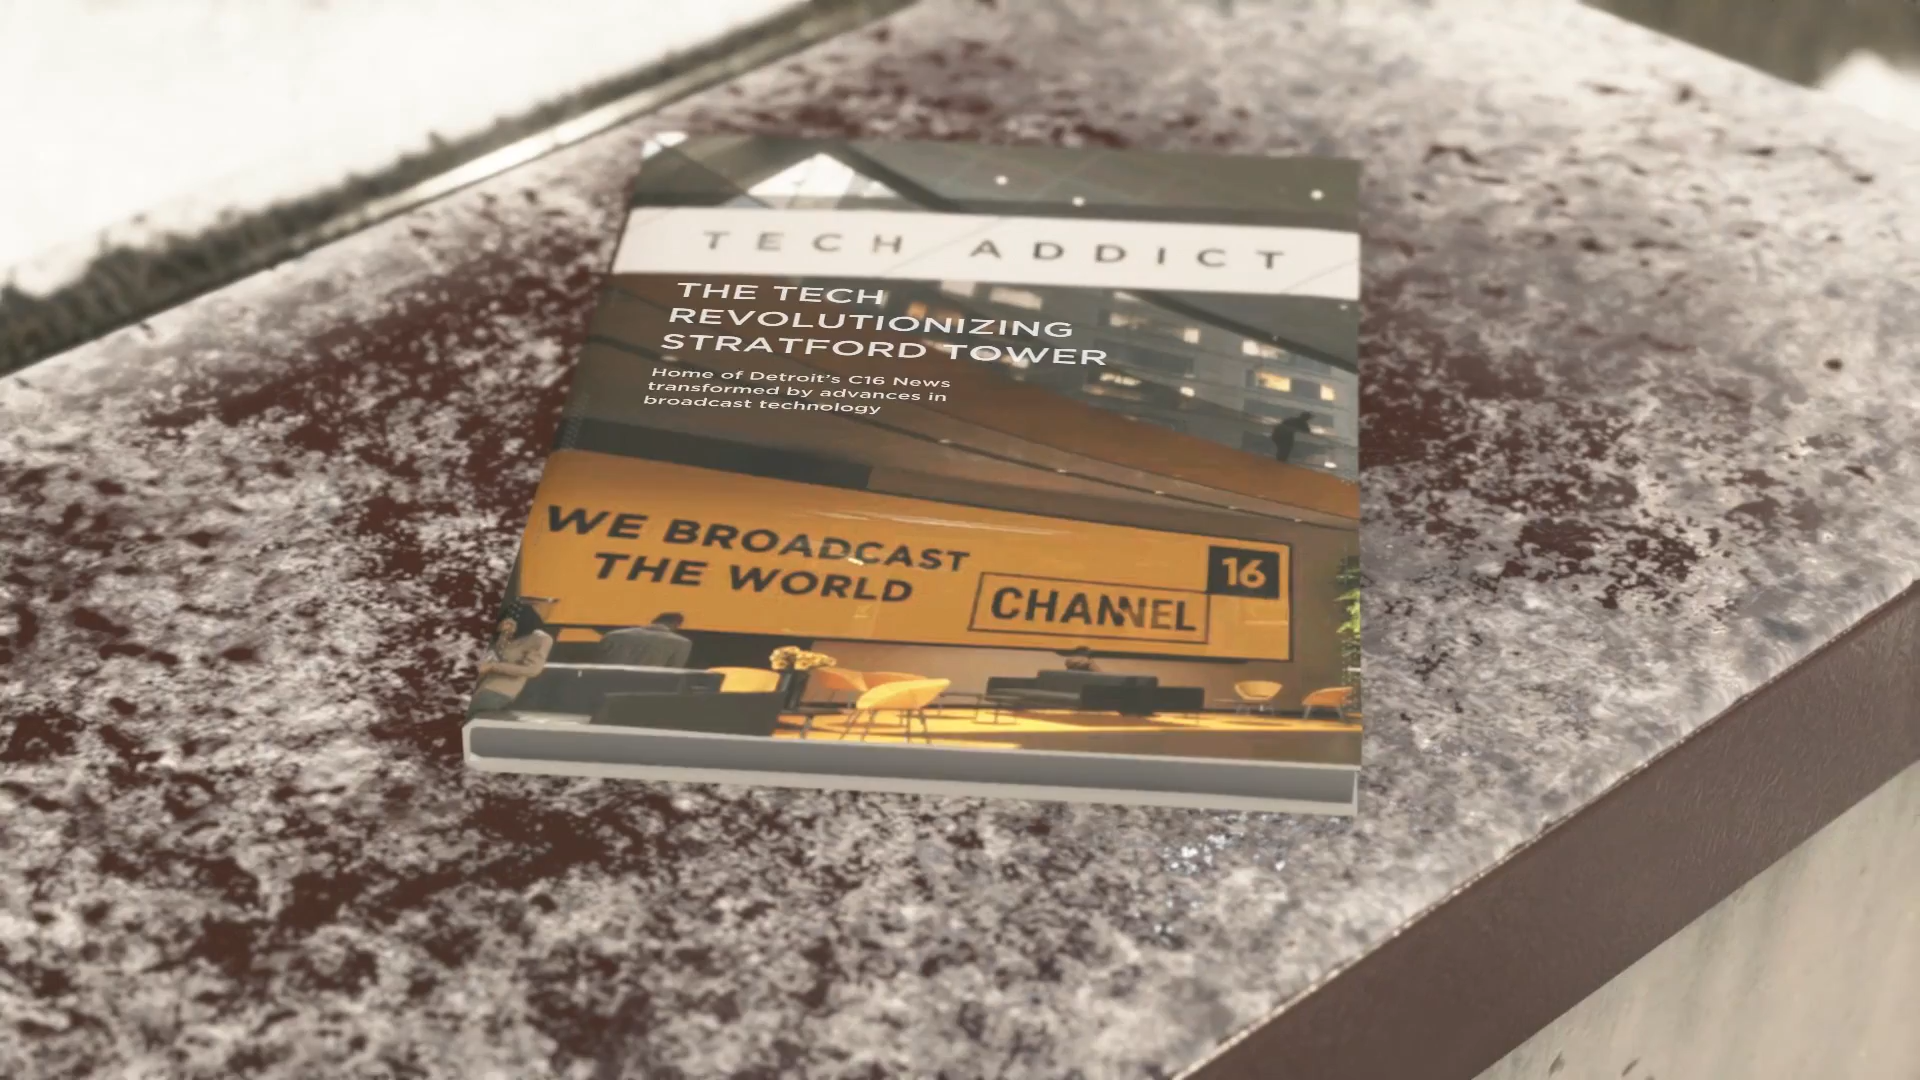 TECH ADDICT
THE TECH
REVOLUTIONIZING
STRATFORD TOWER
Home of Detroit's C16 News
transformed by advances in
broadcast technology
WE BROADCAST
THE WORLD
16
CHANNEL